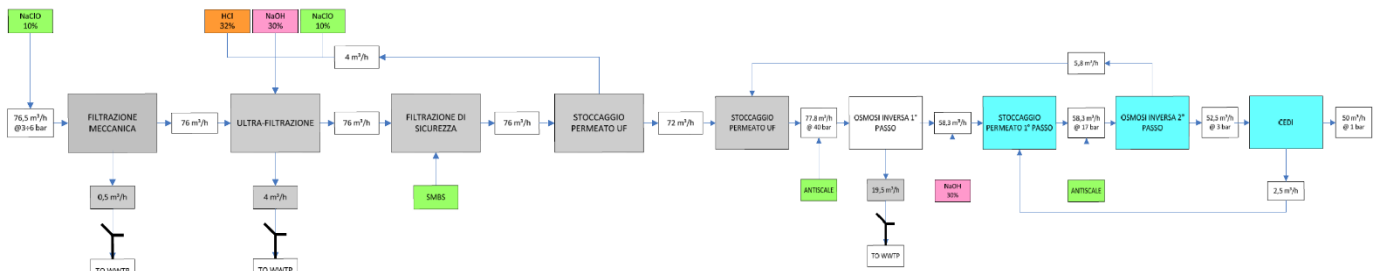 NaClO
10%
HCl
32%
NaOH
30%
NaClO
10%
4 m³/h
5,8 m³/h
76,5 m³/h
@3÷6 bar
FILTRAZIONE
MECCANICA
76 m³/h
ULTRA-FILTRAZIONE
76 m³/h
FILTRAZIONE DI
SICUREZZA
76 m³/h
STOCCAGGIO
PERMEATO UF
72 m³/h
STOCCAGGIO
PERMEATO UF
77.8 m³/h
@ 40 bar
OSMOSI INVERSA 1°
PASSO
58,3 m³/h
STOCCAGGIO
PERMEATO 1° PASSO
58,3 m³/h
@ 17 bar
OSMOSI INVERSA 2°
PASSO
52,5 m³/h
@ 3 bar
CEDI
50 m³/h
@ 1 bar
0,5 m³/h
4 m³/h
SMBS
ANTISCALE
19,5 m³/h
NaOH
30%
ANTISCALE
2,5 m³/h
TO WWTP
TO WWTP
TO WWTP